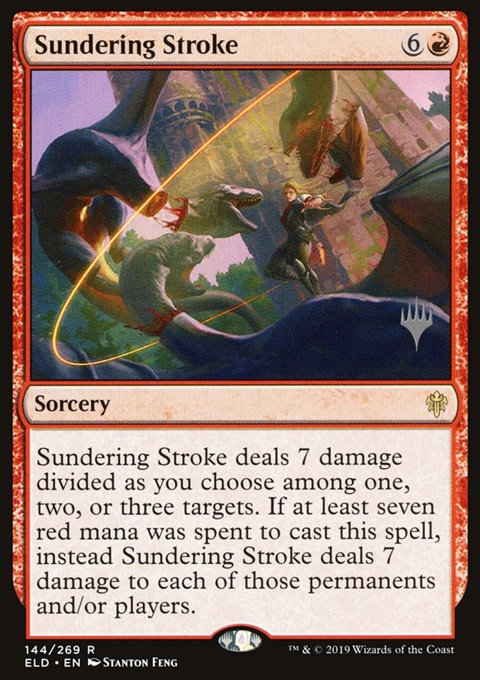 Sundering Stroke 6
Sorcery
Sundering Stroke deals 7 damage
divided as you choose among one,
two, or three targets. If at least seven
red mana was spent to cast this spell,
instead Sundering Stroke deals 7
damage to each of those permanents
and/or players.
144/269 R
ELD • EN STANTON FENG
™ & © 2019 Wizards of the Coast